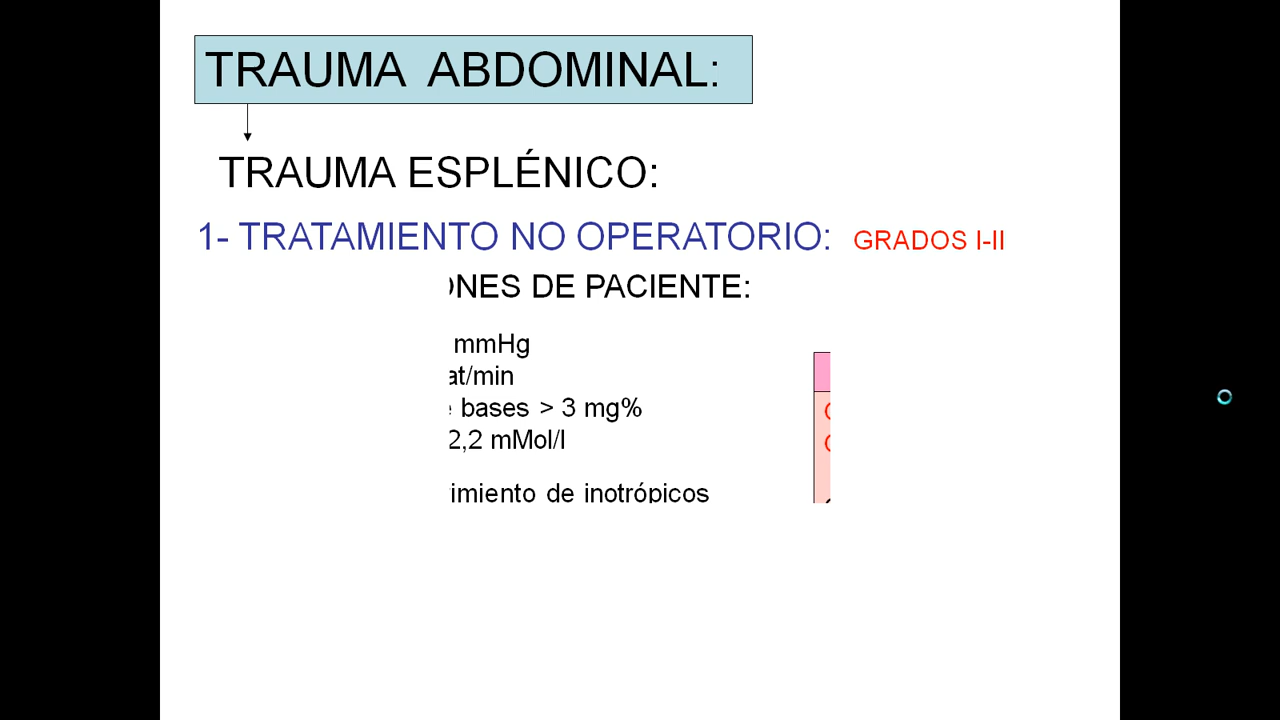 TRAUMA ABDOMINAL:
TRAUMA ESPLÉNICO:
1- TRATAMIENTO NO OPERATORIO: GRADOS I-II
ONES DE PACIENTE:
mmHg
at/min
bases > 3 mg%
2,2 mMol/l
imiento de inotrópicos